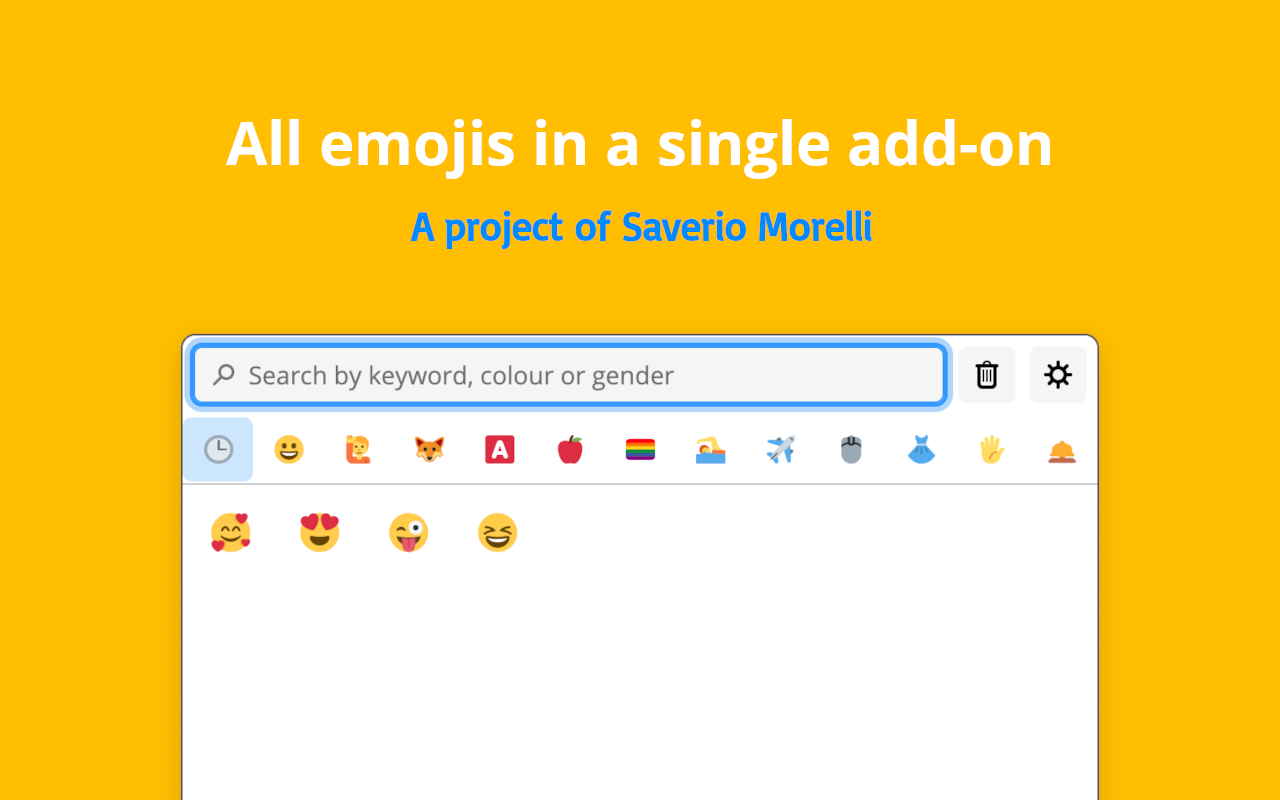 All emojis in a single add-on
A project of Saverio Morelli
Search by keyword, colour or gender